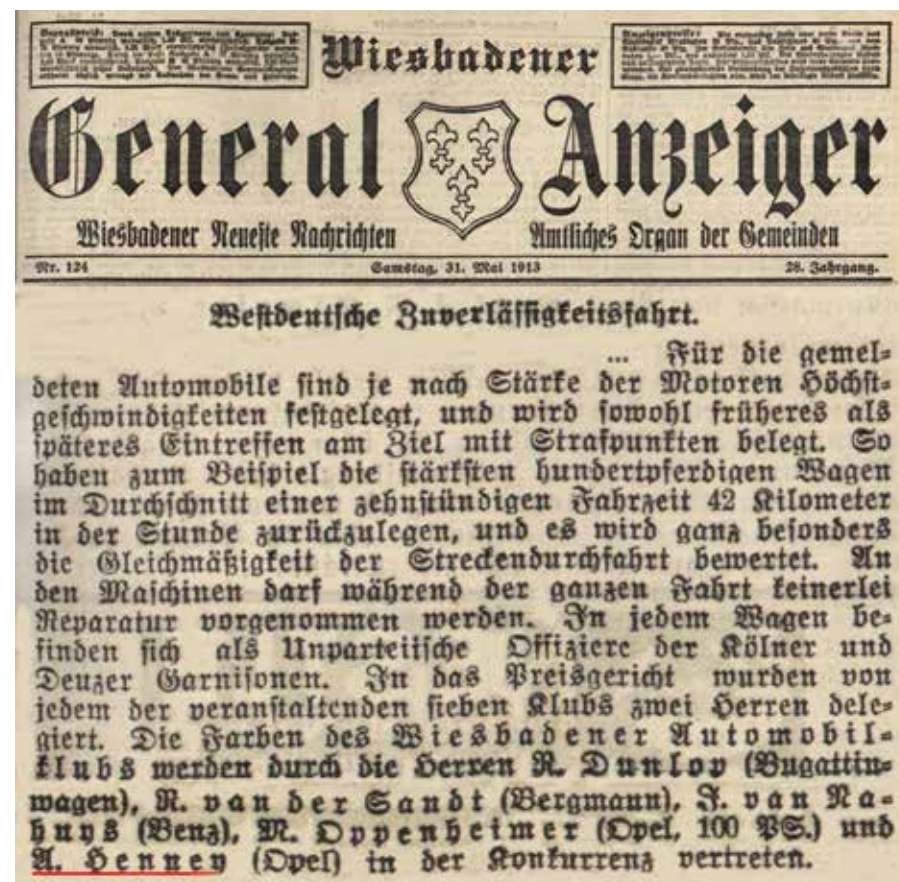 Wiesbadener
General Anzeiger
Wiesbadener Neueste Nachrichten
Amtliches Organ der Gemeinden
Nr. 124
Samstag, 31. Mai 1913
28. Jahrgang.
Westdeutsche Zuverlässigkeitsfahrt.
... Für die gemel-
deten Automobile sind je nach Stärke der Motoren Höchst-
geschwindigkeiten festgelegt, und wird sowohl früheres als
späteres Eintreffen am Ziel mit Strafpunkten belegt. So
haben zum Beispiel die stärksten hundertpferdigen Wagen
im Durchschnitt einer zehnstündigen Fahrzeit 42 Kilometer
in der Stunde zurückzulegen, und es wird ganz besonders
die Gleichmäßigkeit der Streckendurchfahrt bewertet. An
den Maschinen darf während der ganzen Fahrt keinerlei
Reparatur vorgenommen werden. In jedem Wagen be-
finden sich als Unparteiische Offiziere der Kölner und
Deuzer Garnisonen. In das Preisgericht wurden von
jedem der veranstaltenden sieben Klubs zwei Herren dele-
giert. Die Farben des Wiesbadener Automobil-
klubs werden durch die Herren R. Dunlop (Bugattin-
wagen), R. van der Sandt (Bergmann), J. van Na-
huys (Benz), M. Oppenheimer (Opel, 100 PS.) und
A. Henney (Opel) in der Konkurrenz vertreten.